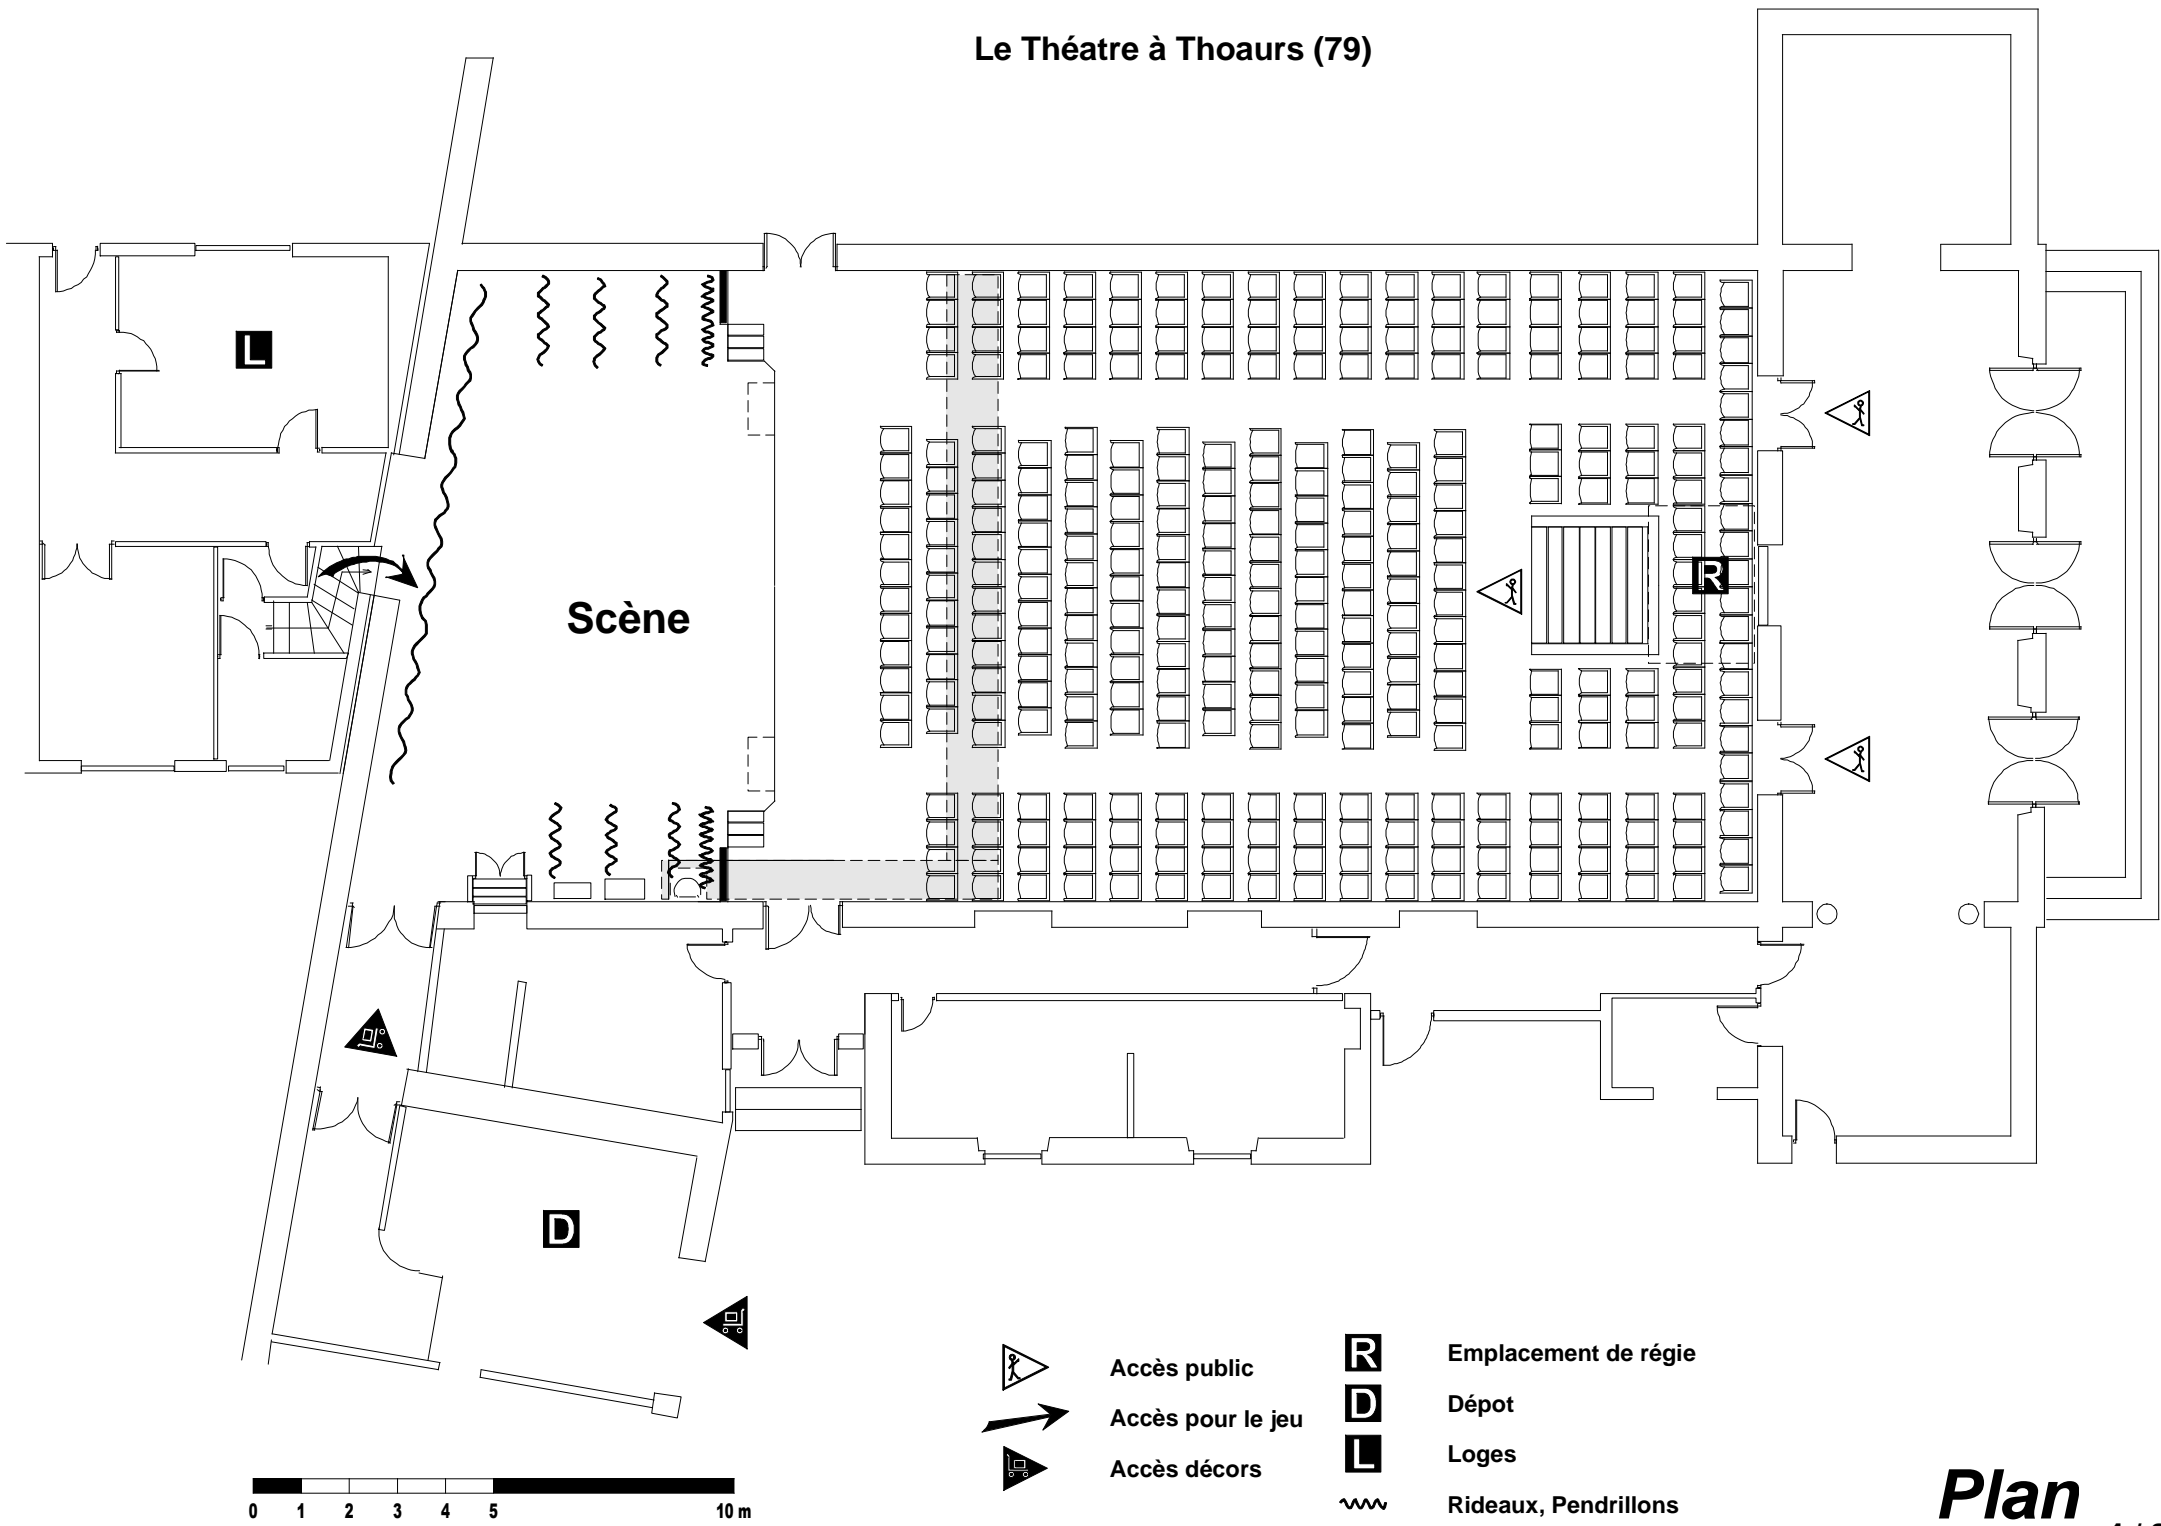 Le Théatre à Thoaurs (79)
L
Scène
R
D
Accès public
Accès pour le jeu
Accès décors
R Emplacement de régie
D Dépot
L Loges
Rideaux, Pendrillons
0 1 2 3 4 5 10 m
Plan